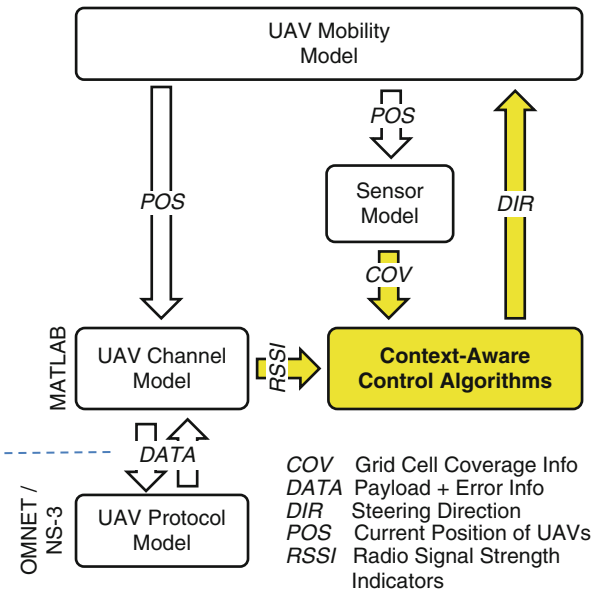 UAV Mobility
Model
POS
POS
Sensor
Model
DIR
COV
MATLAB
UAV Channel
Model
RSSI
Context-Aware
Control Algorithms
DATA
OMNET /
NS-3
UAV Protocol
Model
COV Grid Cell Coverage Info
DATA Payload + Error Info
DIR Steering Direction
POS Current Position of UAVs
RSSI Radio Signal Strength
Indicators